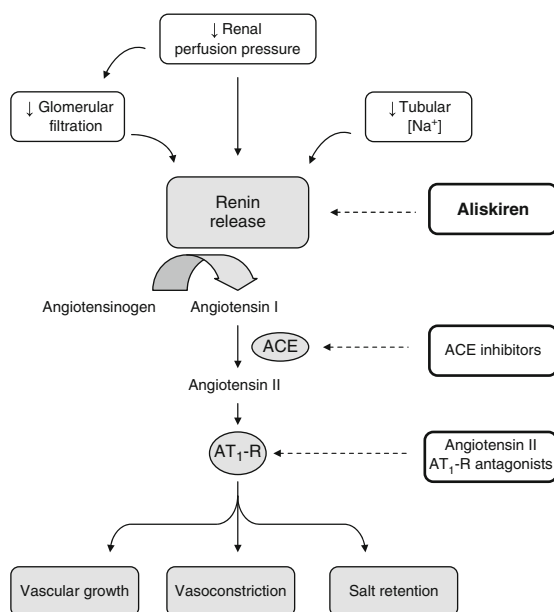 ↓ Renal
perfusion pressure
↓ Glomerular
filtration
↓ Tubular
[Na⁺]
Renin
release
Aliskiren
Angiotensinogen
Angiotensin I
ACE
ACE inhibitors
Angiotensin II
AT₁-R
Angiotensin II
AT₁-R antagonists
Vascular growth
Vasoconstriction
Salt retention